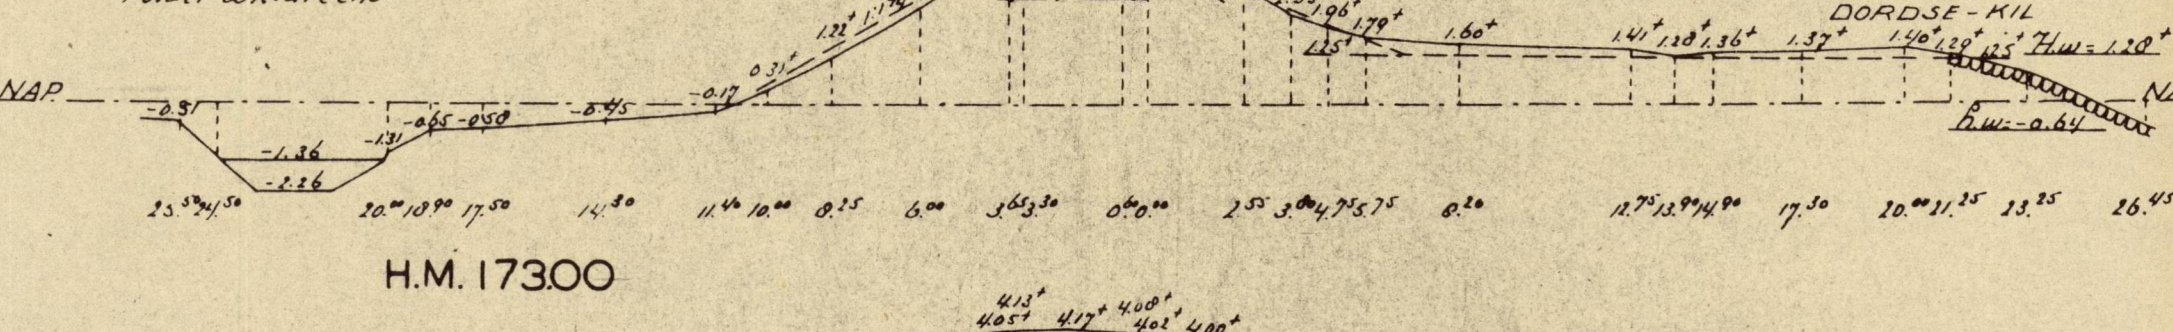 DORDSE-KIL
1.22+ 1.96+ 1.79+ 1.60+ 1.41+ 1.28+ 1.36+ 1.37+ 1.40+ 1.29+ 1.25+ H.w=1.28+
0.31+ 1.25+
NAP -0.51 -1.31 -0.65 -0.58 -0.45 -0.17
-1.36 h.w=-0.64
-2.26
25.50 24.50 20.00 18.90 17.50 14.30 11.40 10.00 8.25 6.00 3.65 3.30 0.60 0.00 2.55 3.80 4.75 5.75 8.20 12.75 13.90 14.90 17.30 20.00 21.25 23.25 26.45
H.M. 17300
4.13+ 4.08+
4.05+ 4.17+ 4.02+ 4.00+